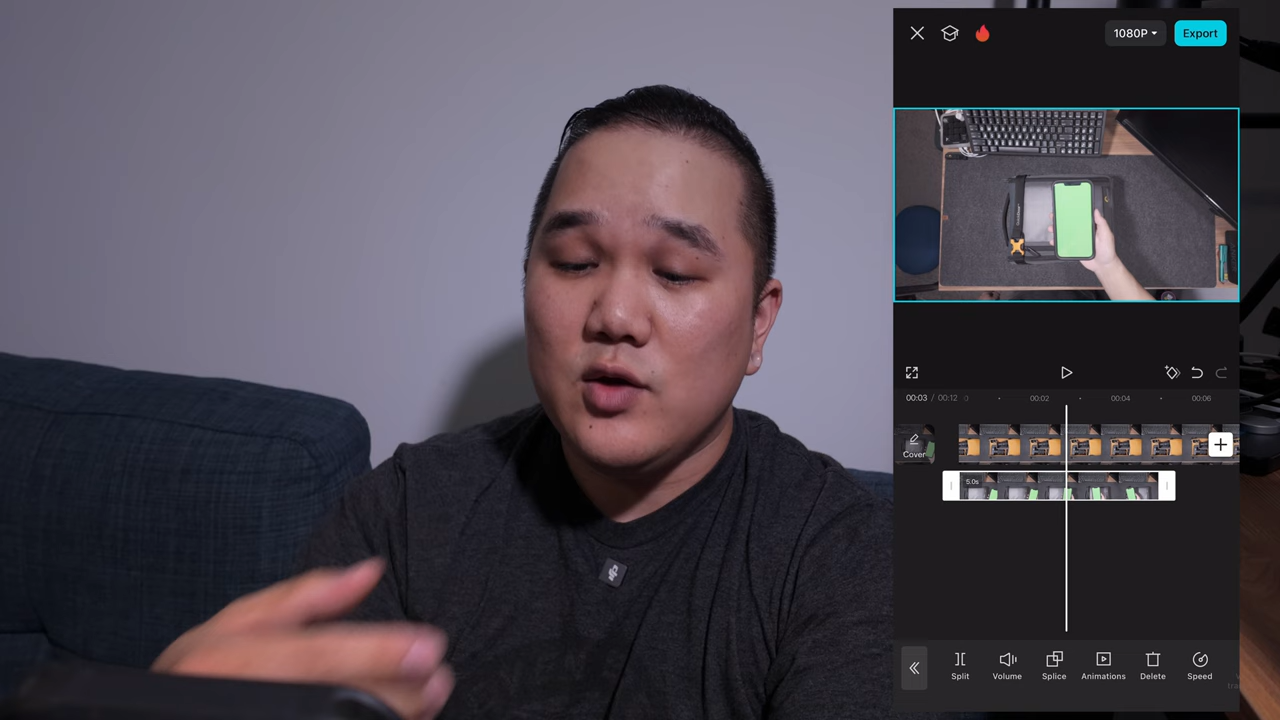 1080P
Export
00:03 / 00:12
00:02
00:04
00:06
Cover
5.0s
Split
Volume
Splice
Animations
Delete
Speed